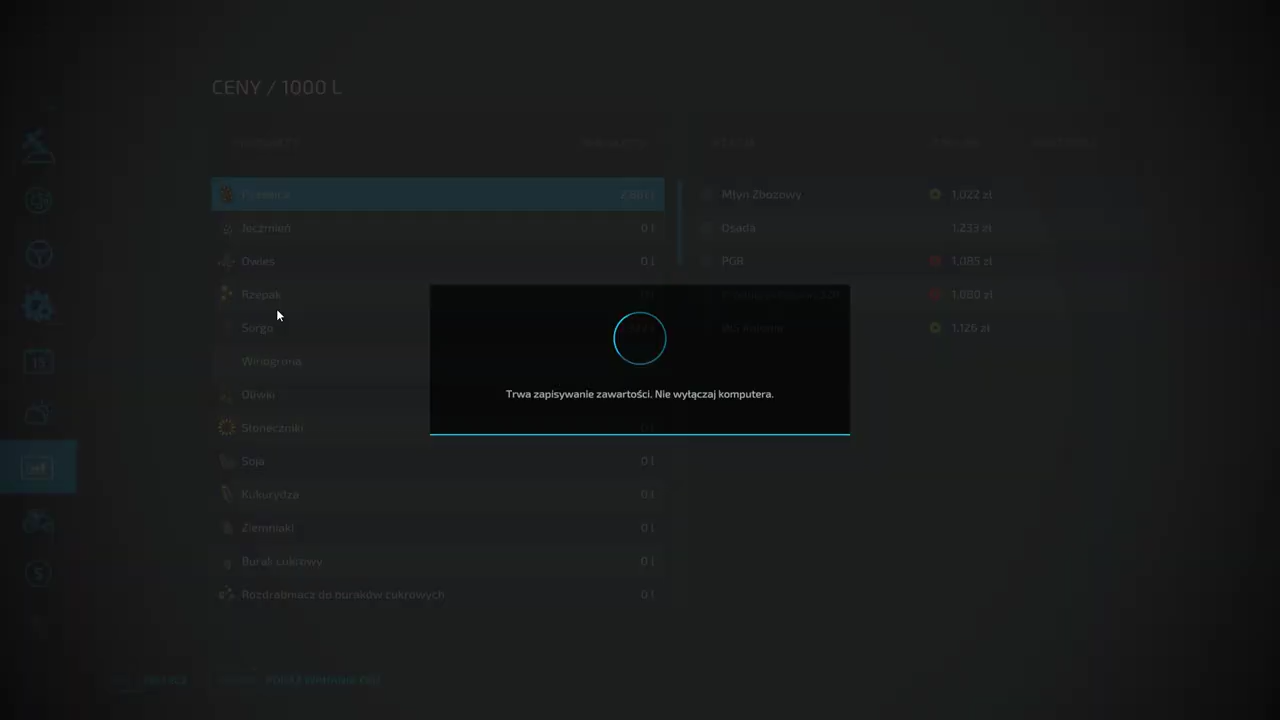 CENY / 1000 L
Pszenica
Młyn Zbożowy 1,022 zł
Jęczmień 0 l Osada 1,233 zł
Owies 0 l PGR 1,085 zł
Rzepak 1,080 zł
Sorgo 1,126 zł
Winogrona
Oliwki
Trwa zapisywanie zawartości. Nie wyłączaj komputera.
Słoneczniki 0 l
Soja 0 l
Kukurydza 0 l
Ziemniaki 0 l
Burak cukrowy 0 l
Rozdrabniacz do buraków cukrowych 0 l